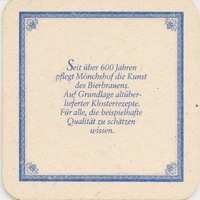 Seit über 600 Jahren
pflegt Mönchshof die Kunst
des Bierbrauens.
Auf Grundlage altüber-
lieferter Klosterrezepte.
Für alle, die beispielhafte
Qualität zu schätzen
wissen.